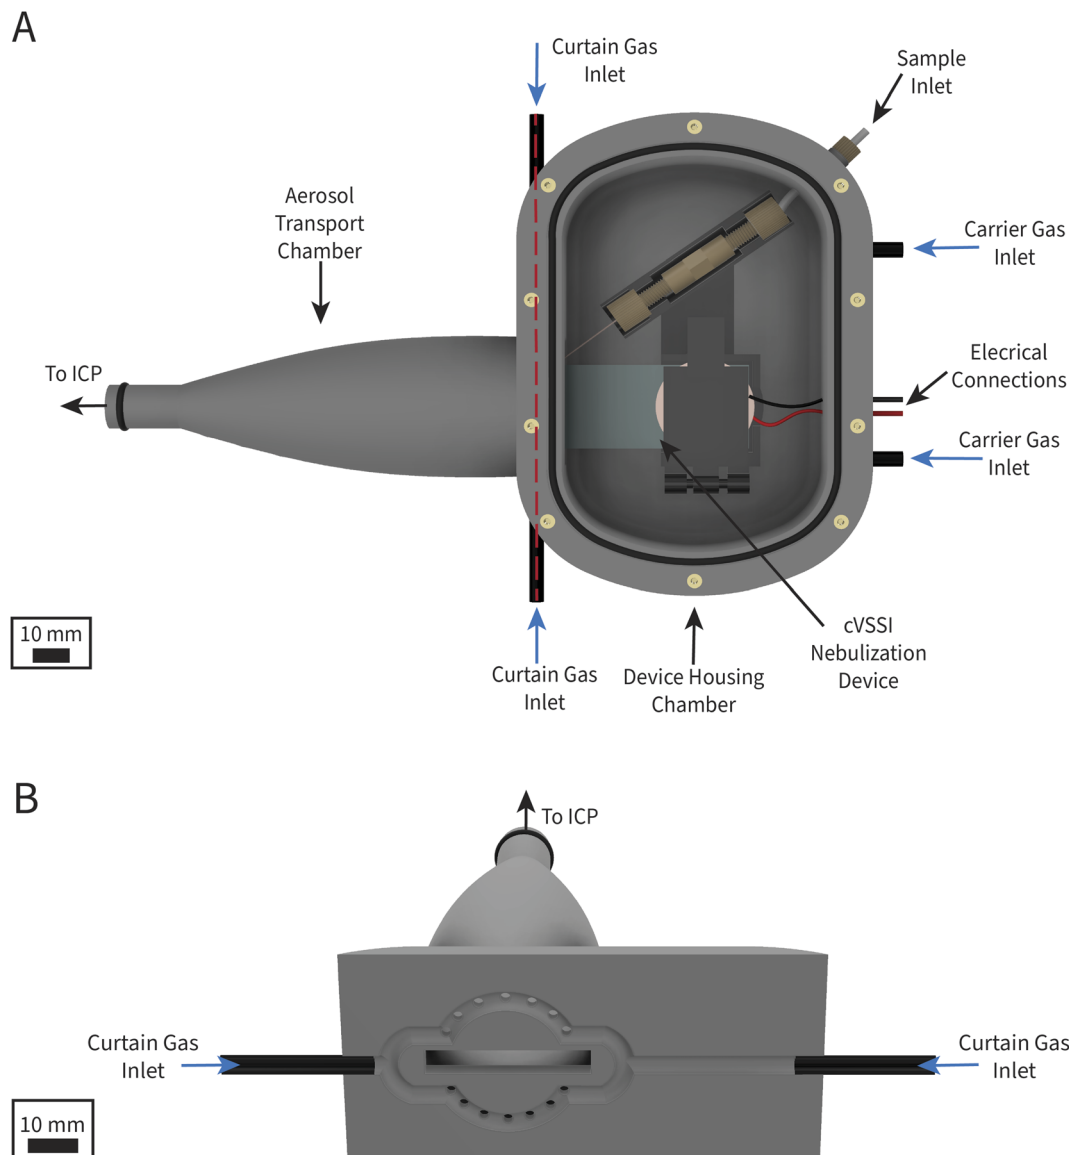 A
Curtain Gas
Inlet
Sample
Inlet
Aerosol
Transport
Chamber
Carrier Gas
Inlet
To ICP
Elecrical
Connections
Carrier Gas
Inlet
10 mm
cVSSI
Nebulization
Device
Curtain Gas
Inlet
Device Housing
Chamber
B
To ICP
Curtain Gas
Inlet
Curtain Gas
Inlet
10 mm